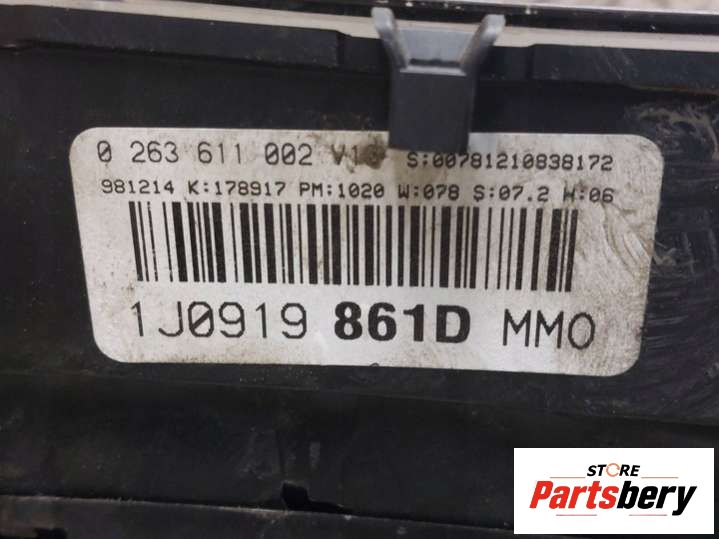 0 263 611 002 S:00781210838172
981214 K:178917 PM:1020 W:078 S:07.2 H:06
1J0919 861D MMO
STORE
Partsbery